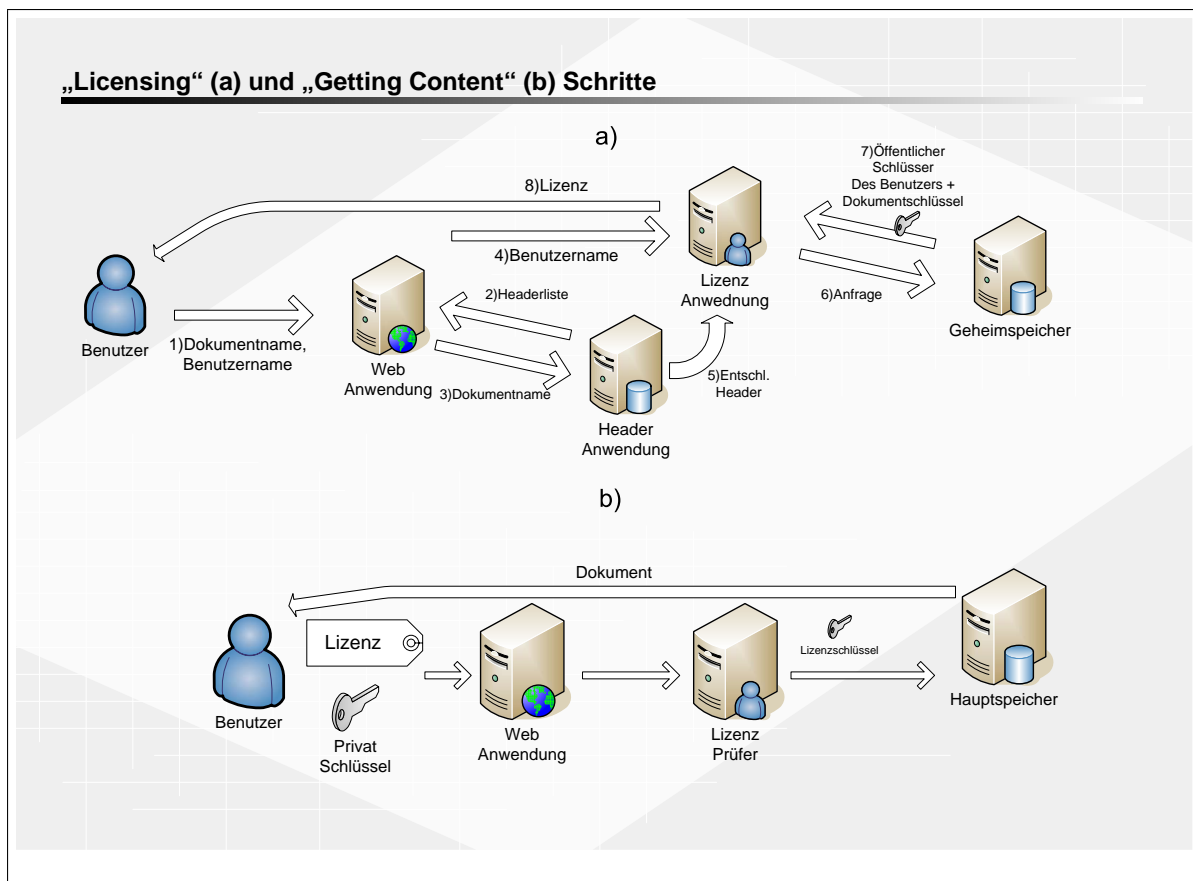 „Licensing“ (a) und „Getting Content“ (b) Schritte
a)
7)Öffentlicher
Schlüsser
Des Benutzers +
Dokumentschlüssel
8)Lizenz
4)Benutzername
Lizenz
Anwednung
6)Anfrage
Geheimspeicher
2)Headerliste
Benutzer
1)Dokumentname,
Benutzername
Web
Anwendung
3)Dokumentname
5)Entschl.
Header
Header
Anwendung
b)
Dokument
Lizenz
Lizenzschlüssel
Benutzer
Privat
Schlüssel
Web
Anwendung
Lizenz
Prüfer
Hauptspeicher